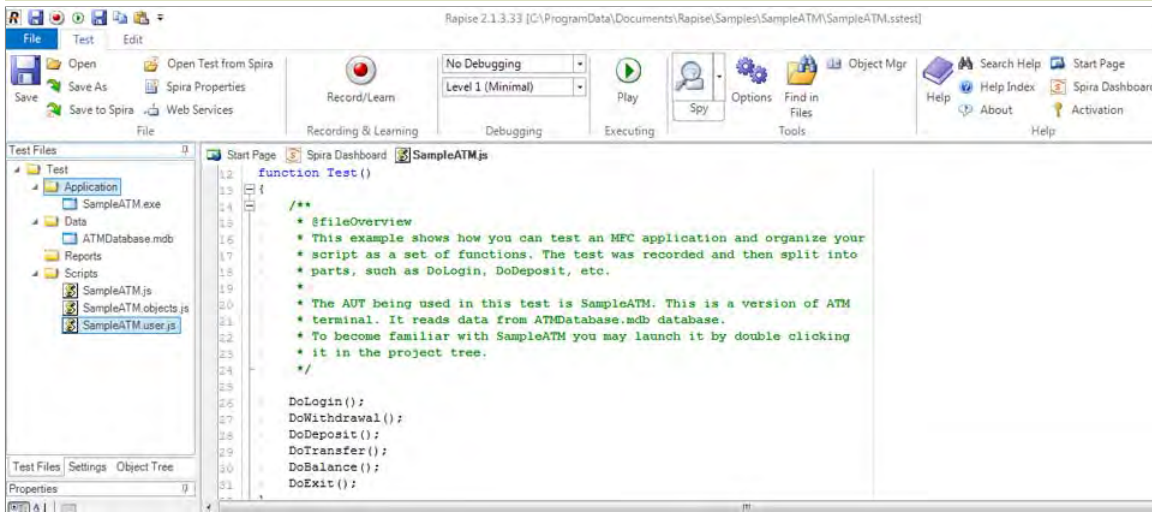 Rapise 2.1.3.33 [C:\ProgramData\Documents\Rapise\Samples\SampleATM\SampleATM.sstest]
File Test Edit
Save
Open
Save As
Save to Spira
Open Test from Spira
Spira Properties
Web Services
File
Record/Learn
Recording & Learning
No Debugging
Level 1 (Minimal)
Debugging
Play
Executing
Spy
Options
Find in Files
Object Mgr
Tools
Help
Search Help
Help Index
About
Start Page
Spira Dashboard
Activation
Help
Test Files
Test
Application
SampleATM.exe
Data
ATMDatabase.mdb
Reports
Scripts
SampleATM.js
SampleATM.objects.js
SampleATM.user.js
Test Files Settings Object Tree
Properties
Start Page Spira Dashboard SampleATM.js
12 function Test()
13 {
14 /**
15 * @fileOverview
16 * This example shows how you can test an MFC application and organize your
17 * script as a set of functions. The test was recorded and then split into
18 * parts, such as DoLogin, DoDeposit, etc.
19 *
20 * The AUT being used in this test is SampleATM. This is a version of ATM
21 * terminal. It reads data from ATMDatabase.mdb database.
22 * To become familiar with SampleATM you may launch it by double clicking
23 * it in the project tree.
24 */
25
26 DoLogin();
27 DoWithdrawal();
28 DoDeposit();
29 DoTransfer();
30 DoBalance();
31 DoExit();